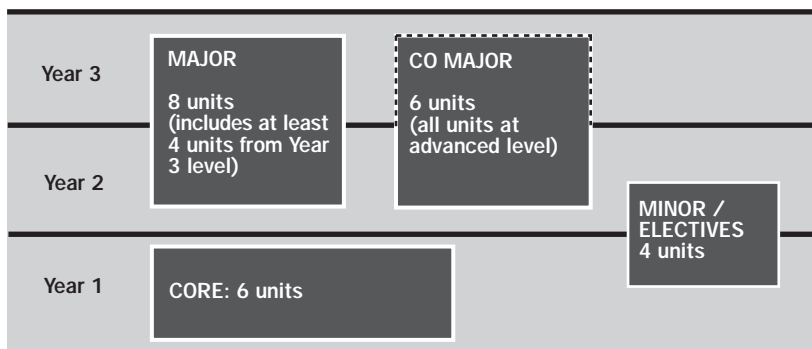 Year 3
MAJOR
8 units
(includes at least
4 units from Year
3 level)
CO MAJOR
6 units
(all units at
advanced level)
Year 2
MINOR /
ELECTIVES
4 units
Year 1
CORE: 6 units